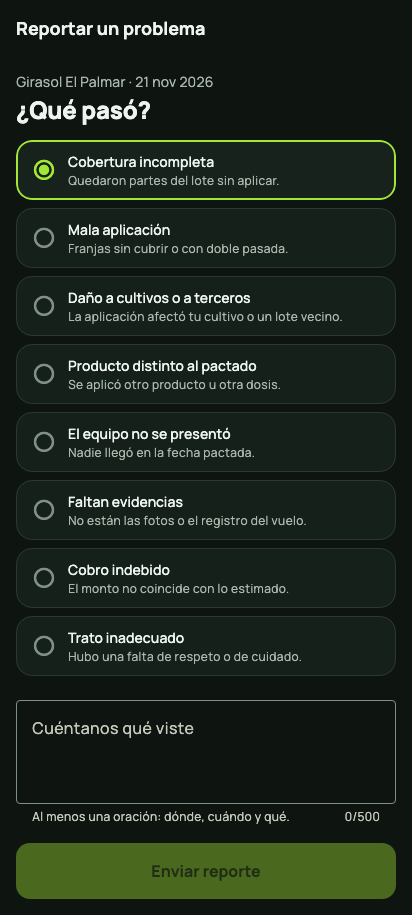 Reportar un problema
Girasol El Palmar · 21 nov 2026
¿Qué pasó?
Cobertura incompleta
Quedaron partes del lote sin aplicar.
Mala aplicación
Franjas sin cubrir o con doble pasada.
Daño a cultivos o a terceros
La aplicación afectó tu cultivo o un lote vecino.
Producto distinto al pactado
Se aplicó otro producto u otra dosis.
El equipo no se presentó
Nadie llegó en la fecha pactada.
Faltan evidencias
No están las fotos o el registro del vuelo.
Cobro indebido
El monto no coincide con lo estimado.
Trato inadecuado
Hubo una falta de respeto o de cuidado.
Cuéntanos qué viste
Al menos una oración: dónde, cuándo y qué. 0/500
Enviar reporte